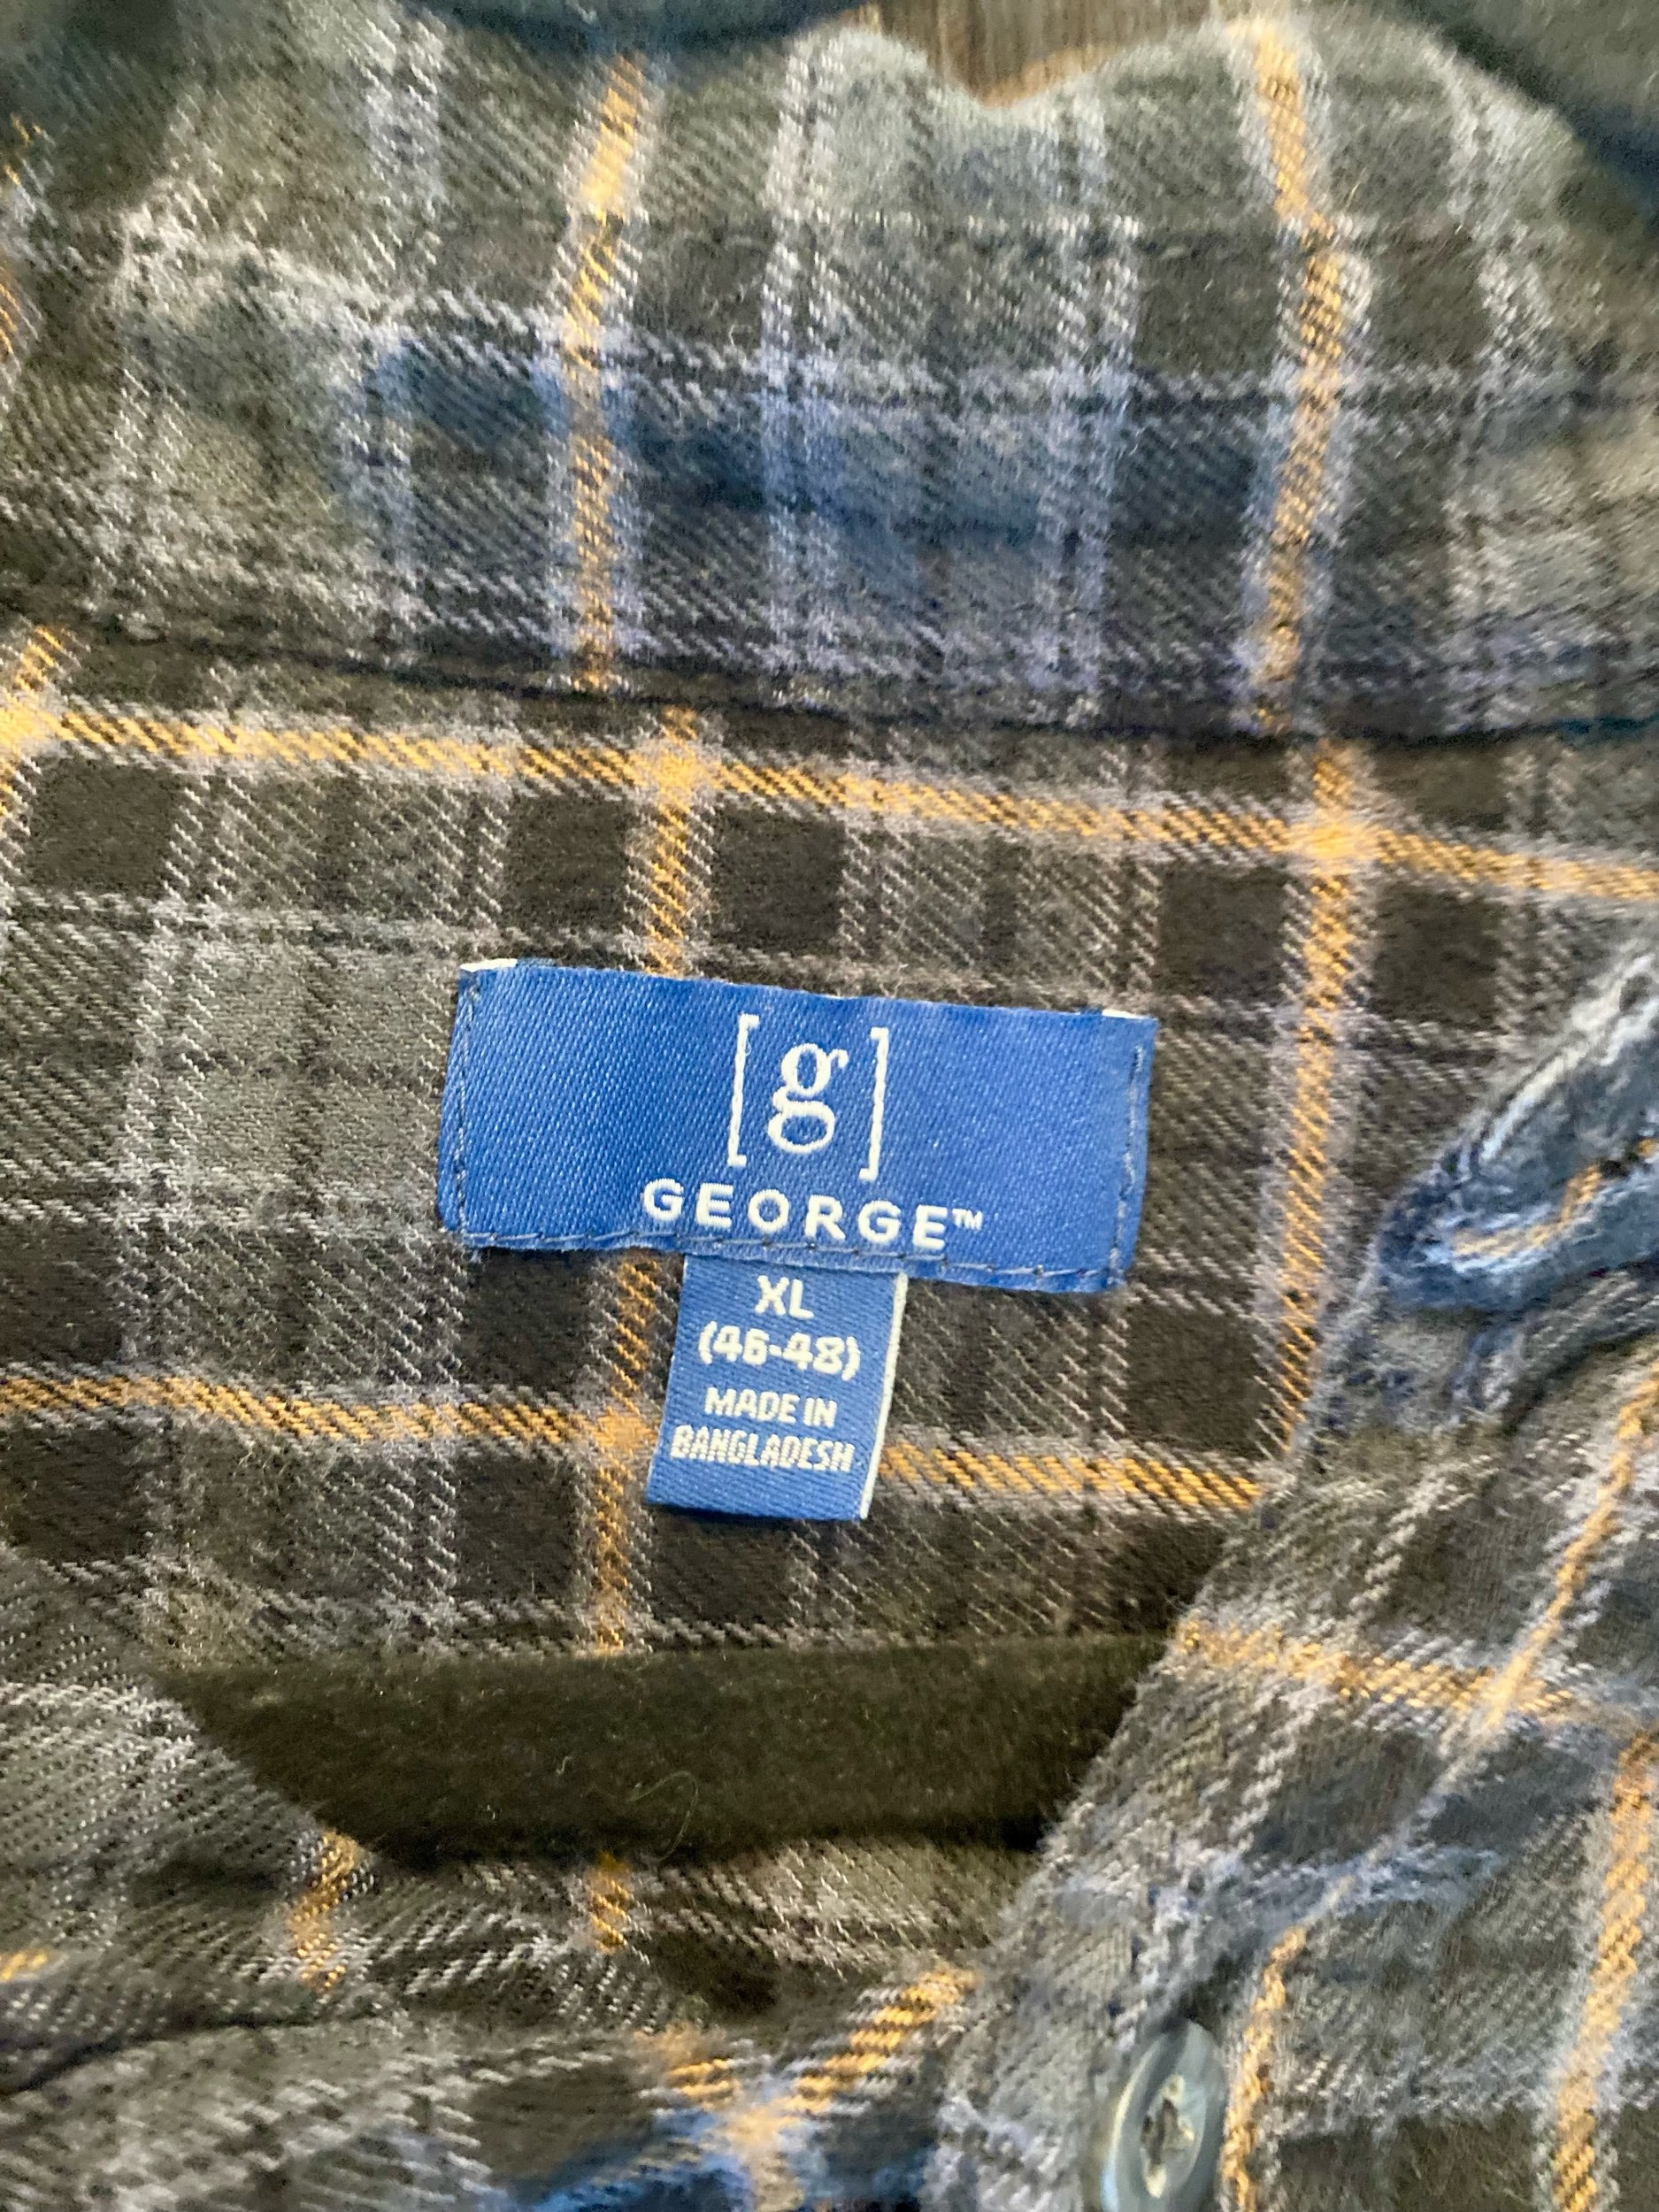 [g]
GEORGE™
XL
(46-48)
MADE IN
BANGLADESH